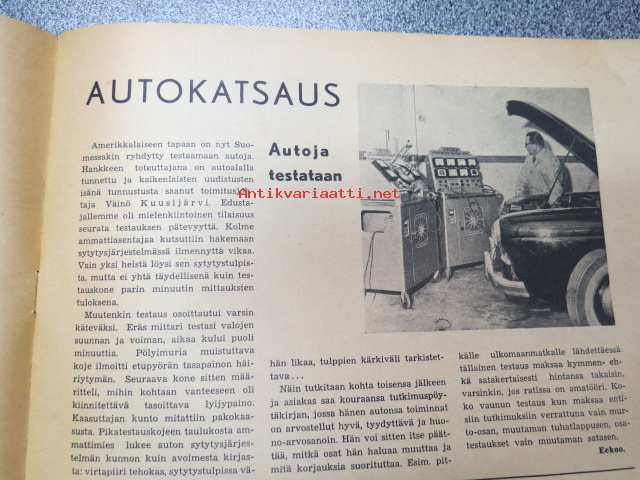 AUTOKATSAUS
Autoja
testataan
Amerikkalaiseen tapaan on nyt Suo-
messakin ryhdytty testaamaan autoja.
Hankkeen toteuttajana on autoalalla
tunnettu ja kaikenlaisten uudistusten
isänä tunnustusta saanut toimitusjoh-
taja Väinö Kuusijärvi. Edusta-
jallemme oli mielenkiintoinen tilaisuus
seurata testauksen pätevyyttä. Kolme
ammattiasentajaa kutsuttiin hakemaan
sytytysjärjestelmässä ilmennyttä vikaa.
Vain yksi heistä löysi sen sytytystulpis-
ta, mutta ei yhtä täydellisenä kuin tes-
tauskone parin minuutin mittauksien
tuloksena.
Muutenkin testaus osoittautui varsin
käteväksi. Eräs mittari testasi valojen
suunnan ja voiman, aikaa kului puoli
minuuttia. Pölyimuria muistuttava
koje ilmoitti etupyörän tasapainon häi-
riytymän. Seuraava kone sitten määrit-
teli, mihin kohtaan vanteeseen oli
kiinnitettävä tasoittava lyijypaino.
Kaasuttajan kunto mitattiin pakokaa-
susta. Pikatestauskojeen taulukosta am-
mattimies lukee auton sytytysjärjes-
telmän kunnon kuin avoimesta kirjas-
ta: virtapiiri tehokas, sytytystulpissa vä-
hän likaa, tulppien kärkiväli tarkistet-
tava...
Näin tutkitaan kohta toisensa jälkeen
ja asiakas saa kouraansa tutkimuspöy-
täkirjan, jossa hänen autonsa toiminnat
on arvostellut hyvä, tyydyttävä ja huo-
no-arvosanoin. Hän voi sitten itse päät-
tää, mitkä osat hän haluaa muuttaa ja
mitä korjauksia suorituttaa. Esim. pit-
källe ulkomaanmatkalle lähdettäessä
tällainen testaus maksaa kymmen- eh-
kä satakertaisesti hintansa takaisin,
varsinkin, jos ratissa on amatööri. Ko-
ko vaunun testaus kun maksaa entisi-
siin tutkimuksiin verrattuna vain mur-
to-osan, muutaman tuhatlappusen, osa-
testaukset vain muutaman satasen.
Eekoo.
Antikvariaatti.net